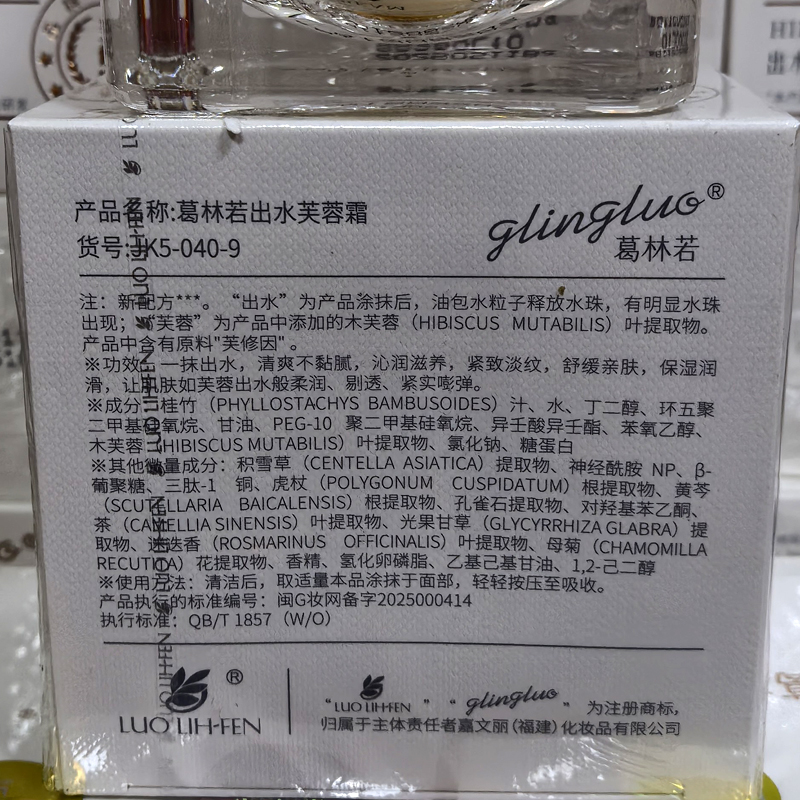 产品名称:葛林若出水芙蓉霜
货号:JK5-040-9
glingluo®
葛林若
注：新配方***。“出水”为产品涂抹后，油包水粒子释放水珠，有明显水珠
出现；“芙蓉”为产品中添加的木芙蓉（HIBISCUS MUTABILIS）叶提取物。
产品中含有原料"芙修因"。
※功效：一抹出水，清爽不黏腻，沁润滋养，紧致淡纹，舒缓亲肤，保湿润
滑，让肌肤如芙蓉出水般柔润、剔透、紧实嘭弹。
※成分：桂竹（PHYLLOSTACHYS BAMBUSOIDES）汁、水、丁二醇、环五聚
二甲基硅氧烷、甘油、PEG-10 聚二甲基硅氧烷、异壬酸异壬酯、苯氧乙醇、
木芙蓉（HIBISCUS MUTABILIS）叶提取物、氯化钠、糖蛋白
※其他微量成分：积雪草（CENTELLA ASIATICA）提取物、神经酰胺 NP、β-
葡聚糖、三肽-1 铜、虎杖（POLYGONUM CUSPIDATUM）根提取物、黄芩
（SCUTELLARIA BAICALENSIS）根提取物、孔雀石提取物、对羟基苯乙酮、
茶（CAMELLIA SINENSIS）叶提取物、光果甘草（GLYCYRRHIZA GLABRA）提
取物、迷迭香（ROSMARINUS OFFICINALIS）叶提取物、母菊（CHAMOMILLA
RECUTITA）花提取物、香精、氢化卵磷脂、乙基己基甘油、1,2-己二醇
※使用方法：清洁后，取适量本品涂抹于面部，轻轻按压至吸收。
产品执行的标准编号：闽G妆网备字2025000414
执行标准：QB/T 1857（W/O）
®
LUO LIH-FEN
“LUO LIH-FEN”“glingluo”为注册商标，
归属于主体责任者嘉文丽（福建）化妆品有限公司